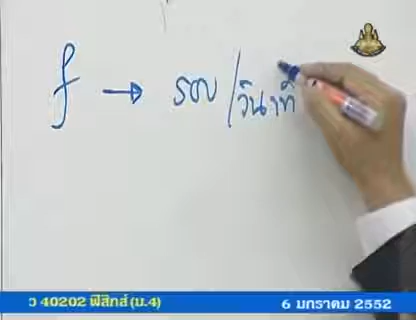 f → รอบ/วินาที
ว 40202 ฟิสิกส์ (ม.4) 6 มกราคม 2552